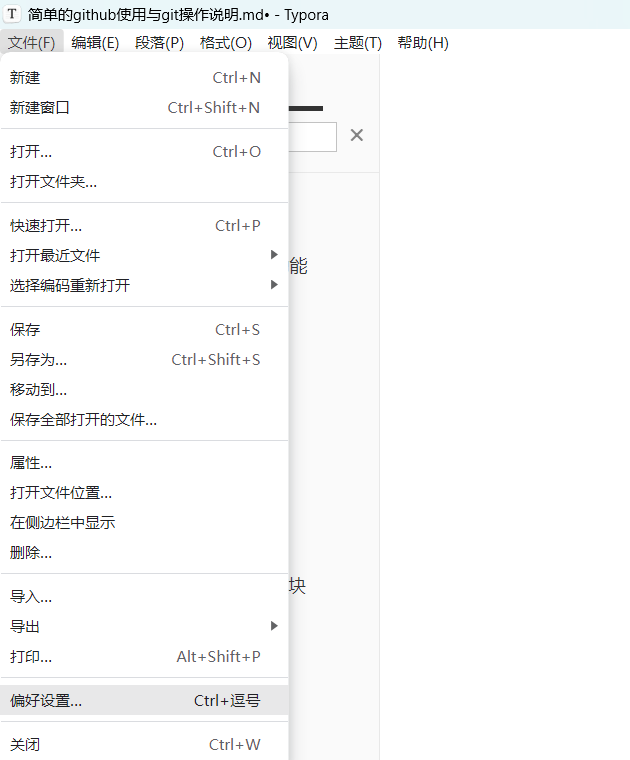 T 简单的github使用与git操作说明.md• - Typora
文件(F) 编辑(E) 段落(P) 格式(O) 视图(V) 主题(T) 帮助(H)
新建 Ctrl+N
新建窗口 Ctrl+Shift+N
打开... Ctrl+O
打开文件夹...
快速打开... Ctrl+P
打开最近文件
能
选择编码重新打开
保存 Ctrl+S
另存为... Ctrl+Shift+S
移动到...
保存全部打开的文件...
属性...
打开文件位置...
在侧边栏中显示
删除...
块
导入...
导出
打印... Alt+Shift+P
偏好设置... Ctrl+逗号
关闭 Ctrl+W